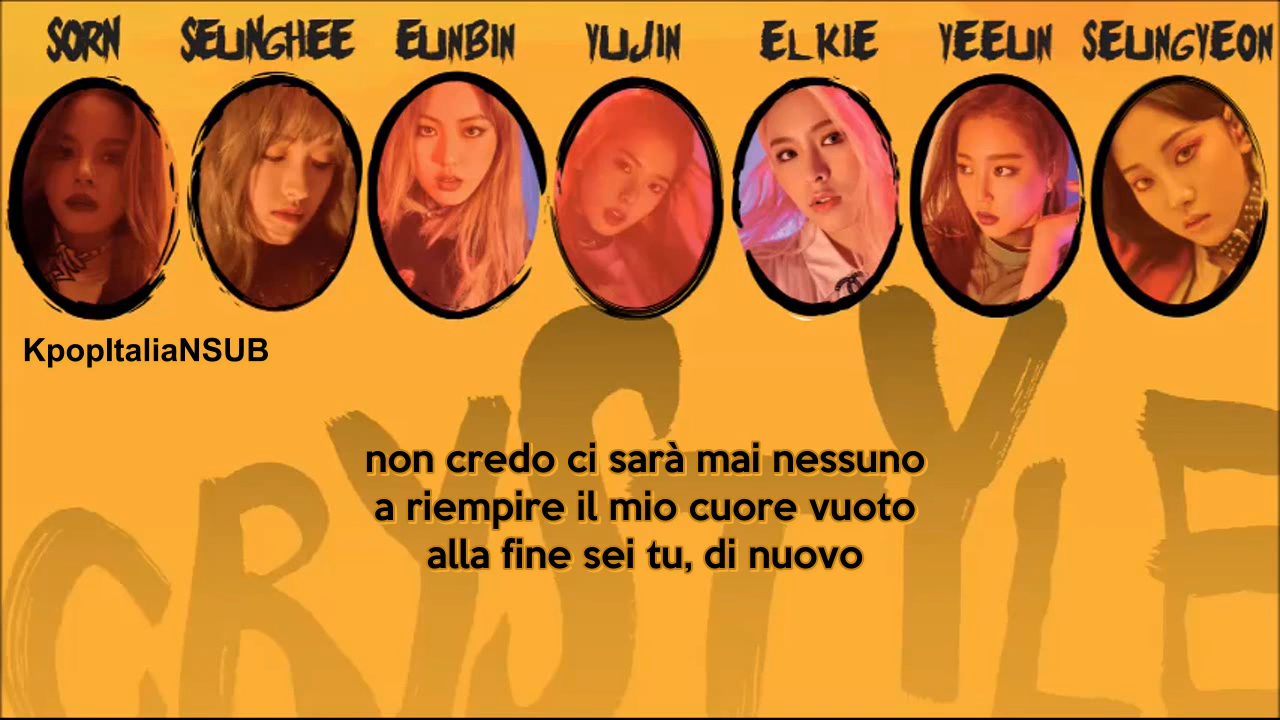 SORN SEUNGHEE EUNBIN YUJIN ELKIE YEEUN SEUNGYEON
KpopItaliaNSUB
CRYSTYLE
non credo ci sarà mai nessuno
a riempire il mio cuore vuoto
alla fine sei tu, di nuovo